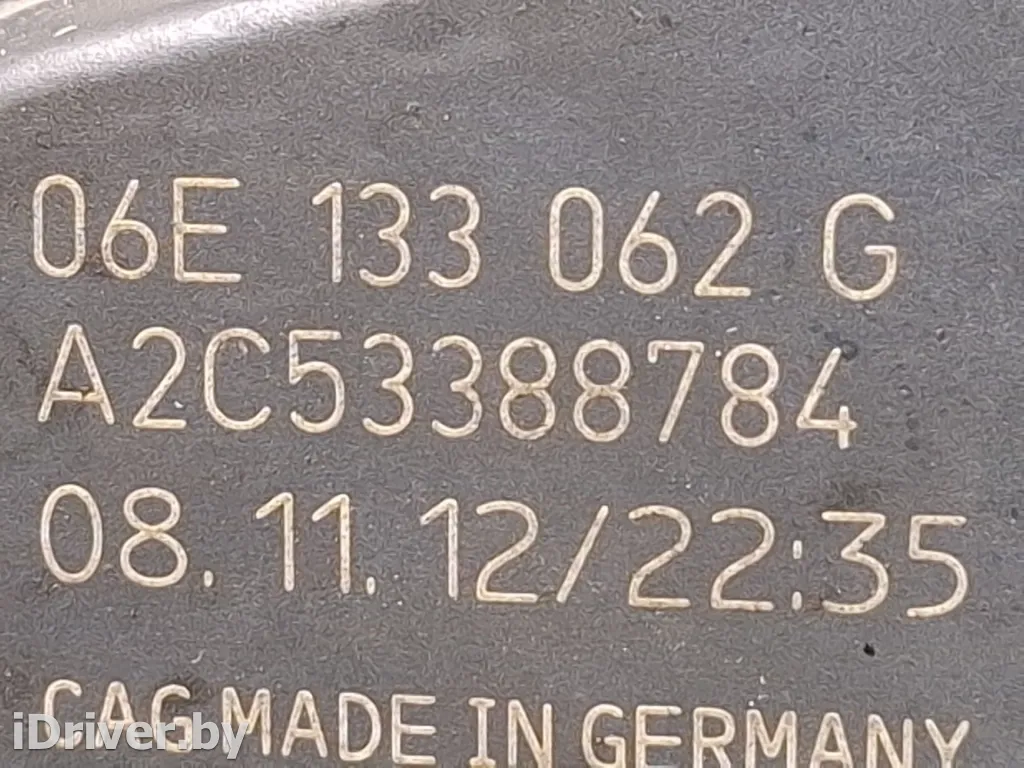 06E 133 062 G
A2C53388784
08.11.12/22:35
CAG MADE IN GERMANY
iDriver.by